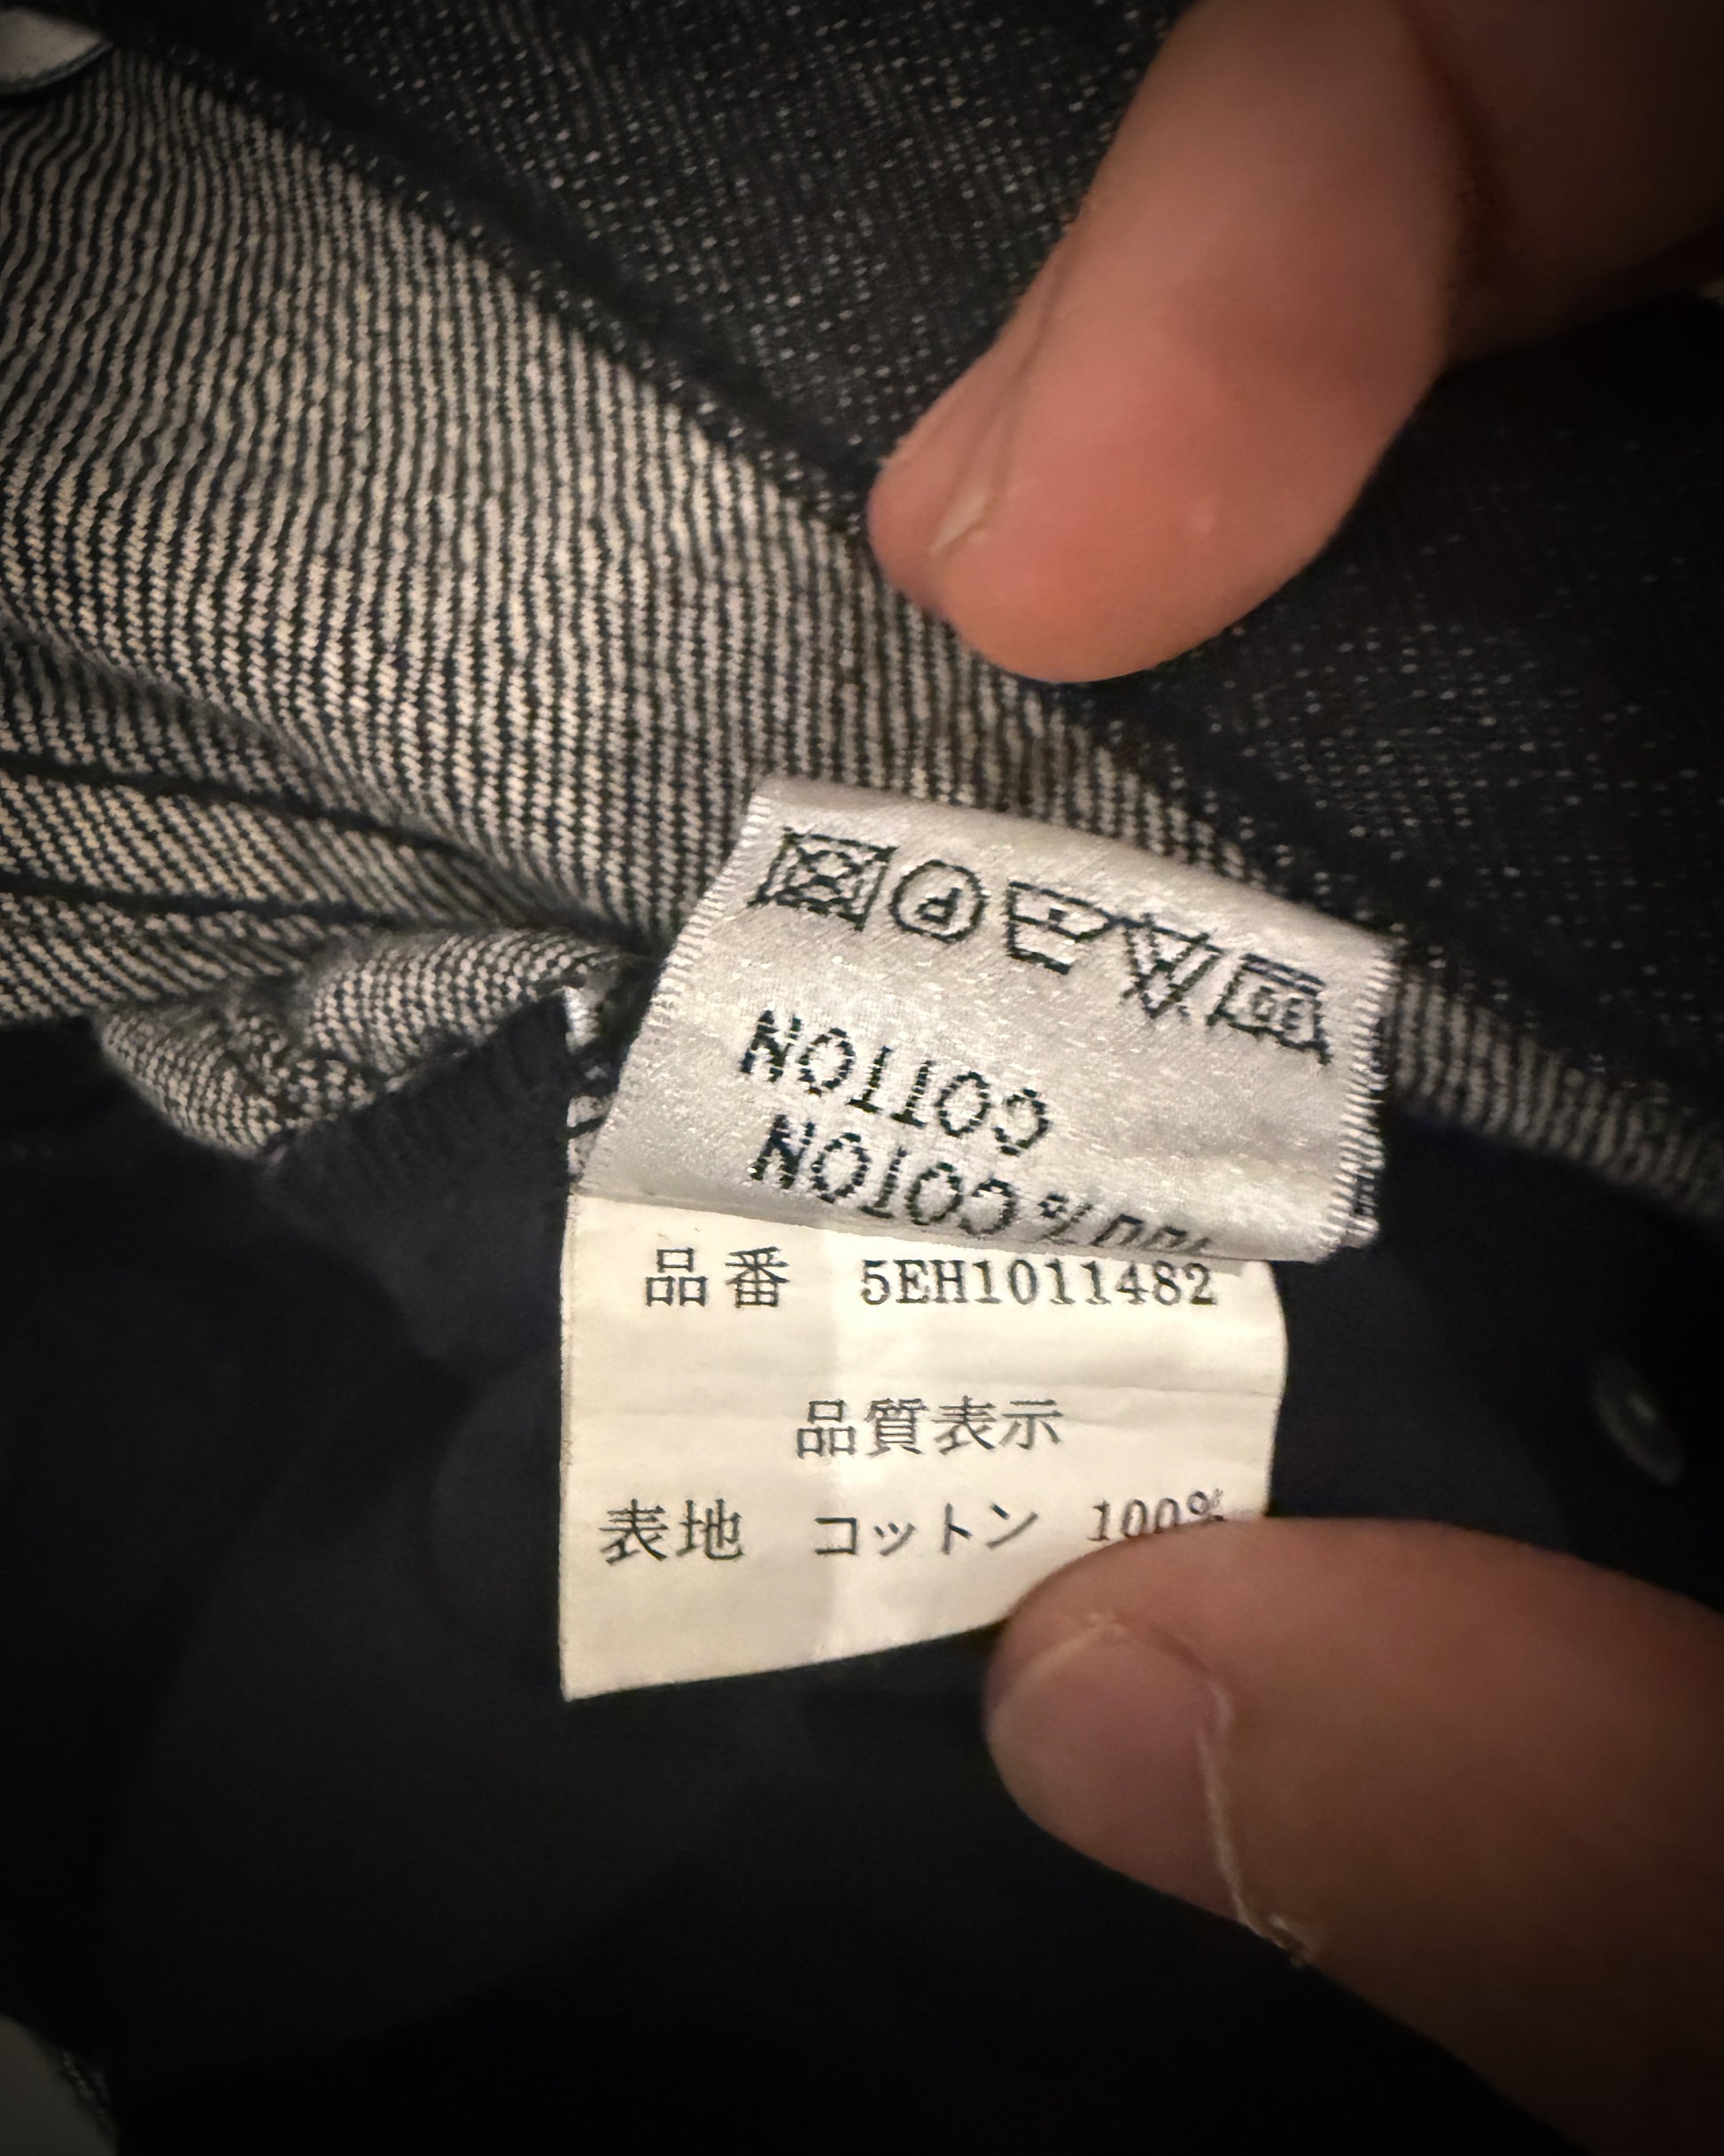 100% COTON
COTTON
P
品番 5EH1011482
品質表示
表地 コットン 100%